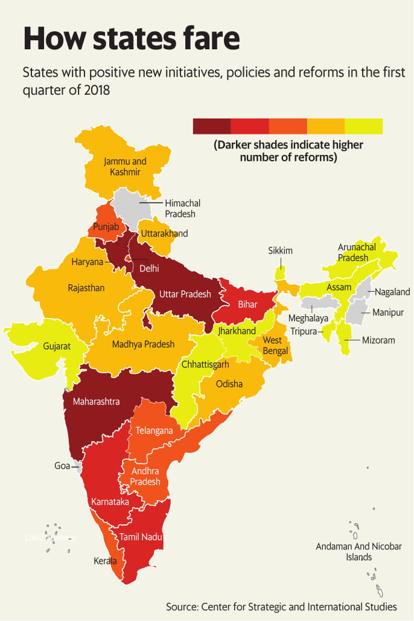 How states fare
States with positive new initiatives, policies and reforms in the first
quarter of 2018
(Darker shades indicate higher
number of reforms)
Jammu and
Kashmir
Himachal
Pradesh
Punjab
Uttarakhand
Haryana
Delhi
Sikkim
Arunachal
Pradesh
Rajasthan
Uttar Pradesh
Assam
Nagaland
Bihar
Meghalaya
Manipur
Tripura
Mizoram
Gujarat
Madhya Pradesh
Jharkhand
West
Bengal
Chhattisgarh
Odisha
Maharashtra
Telangana
Goa
Andhra
Pradesh
Karnataka
Tamil Nadu
Kerala
Andaman And Nicobar
Islands
Source: Center for Strategic and International Studies